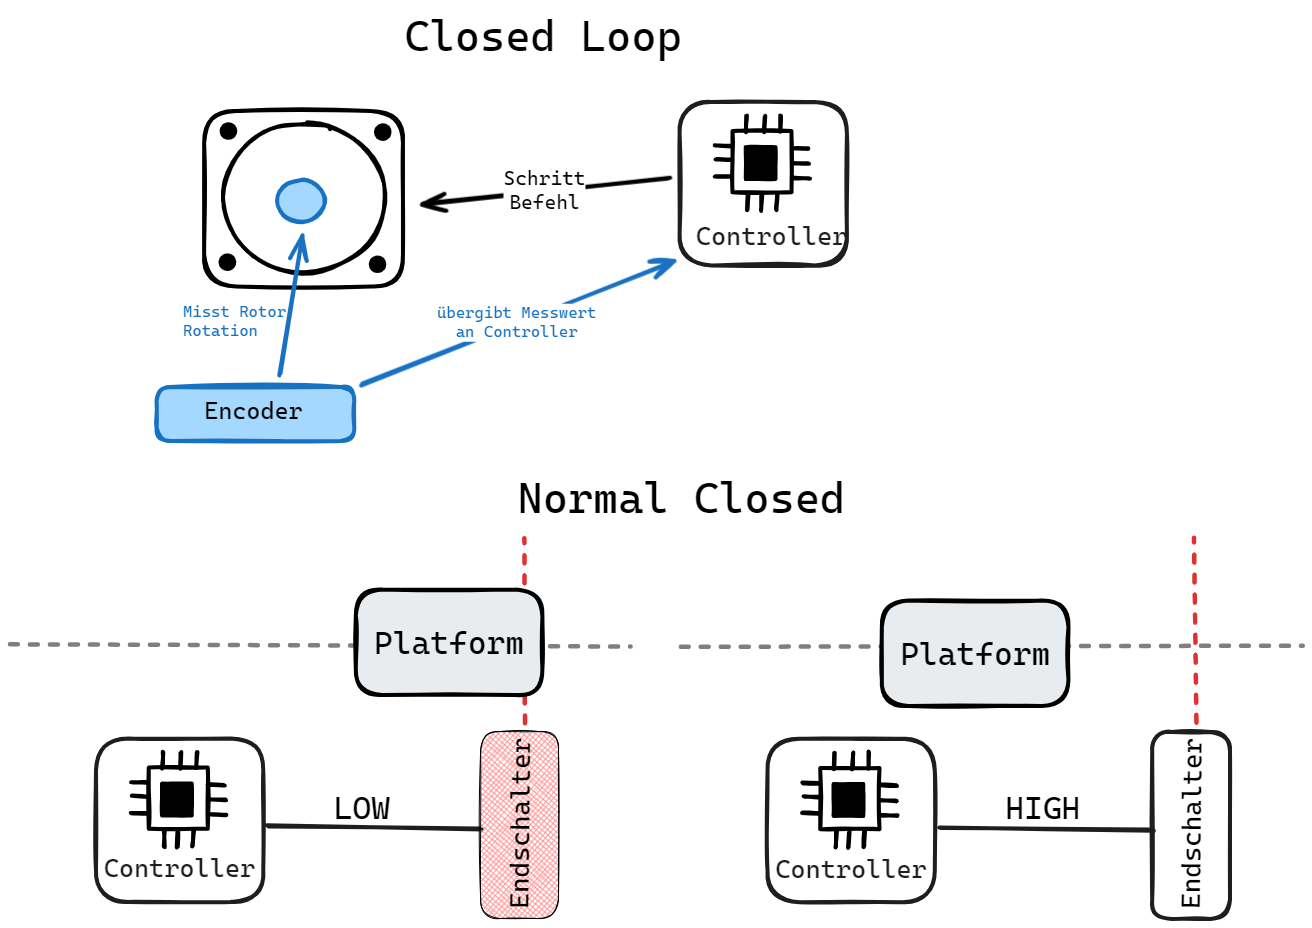 Closed Loop
Schritt
Befehl
Controller
Misst Rotor
Rotation
übergibt Messwert
an Controller
Encoder
Normal Closed
Platform
Platform
LOW
Controller
Endschalter
HIGH
Controller
Endschalter